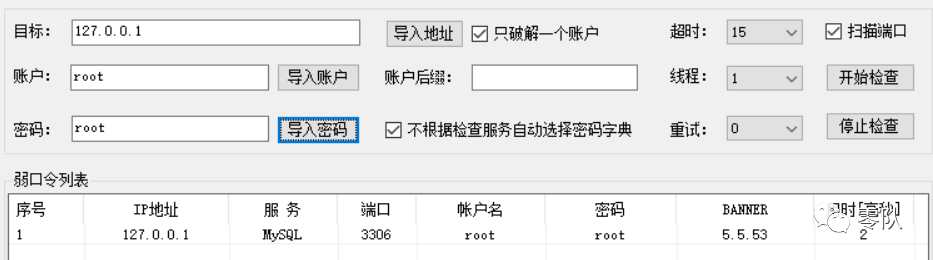 目标： 127.0.0.1 导入地址 只破解一个账户 超时： 15 扫描端口
账户： root 导入账户 账户后缀： 线程： 1 开始检查
密码： root 导入密码 不根据检查服务自动选择密码字典 重试： 0 停止检查
弱口令列表
序号 IP地址 服 务 端口 帐户名 密码 BANNER 时[毫秒]
1 127.0.0.1 MySQL 3306 root root 5.5.53 2
零队